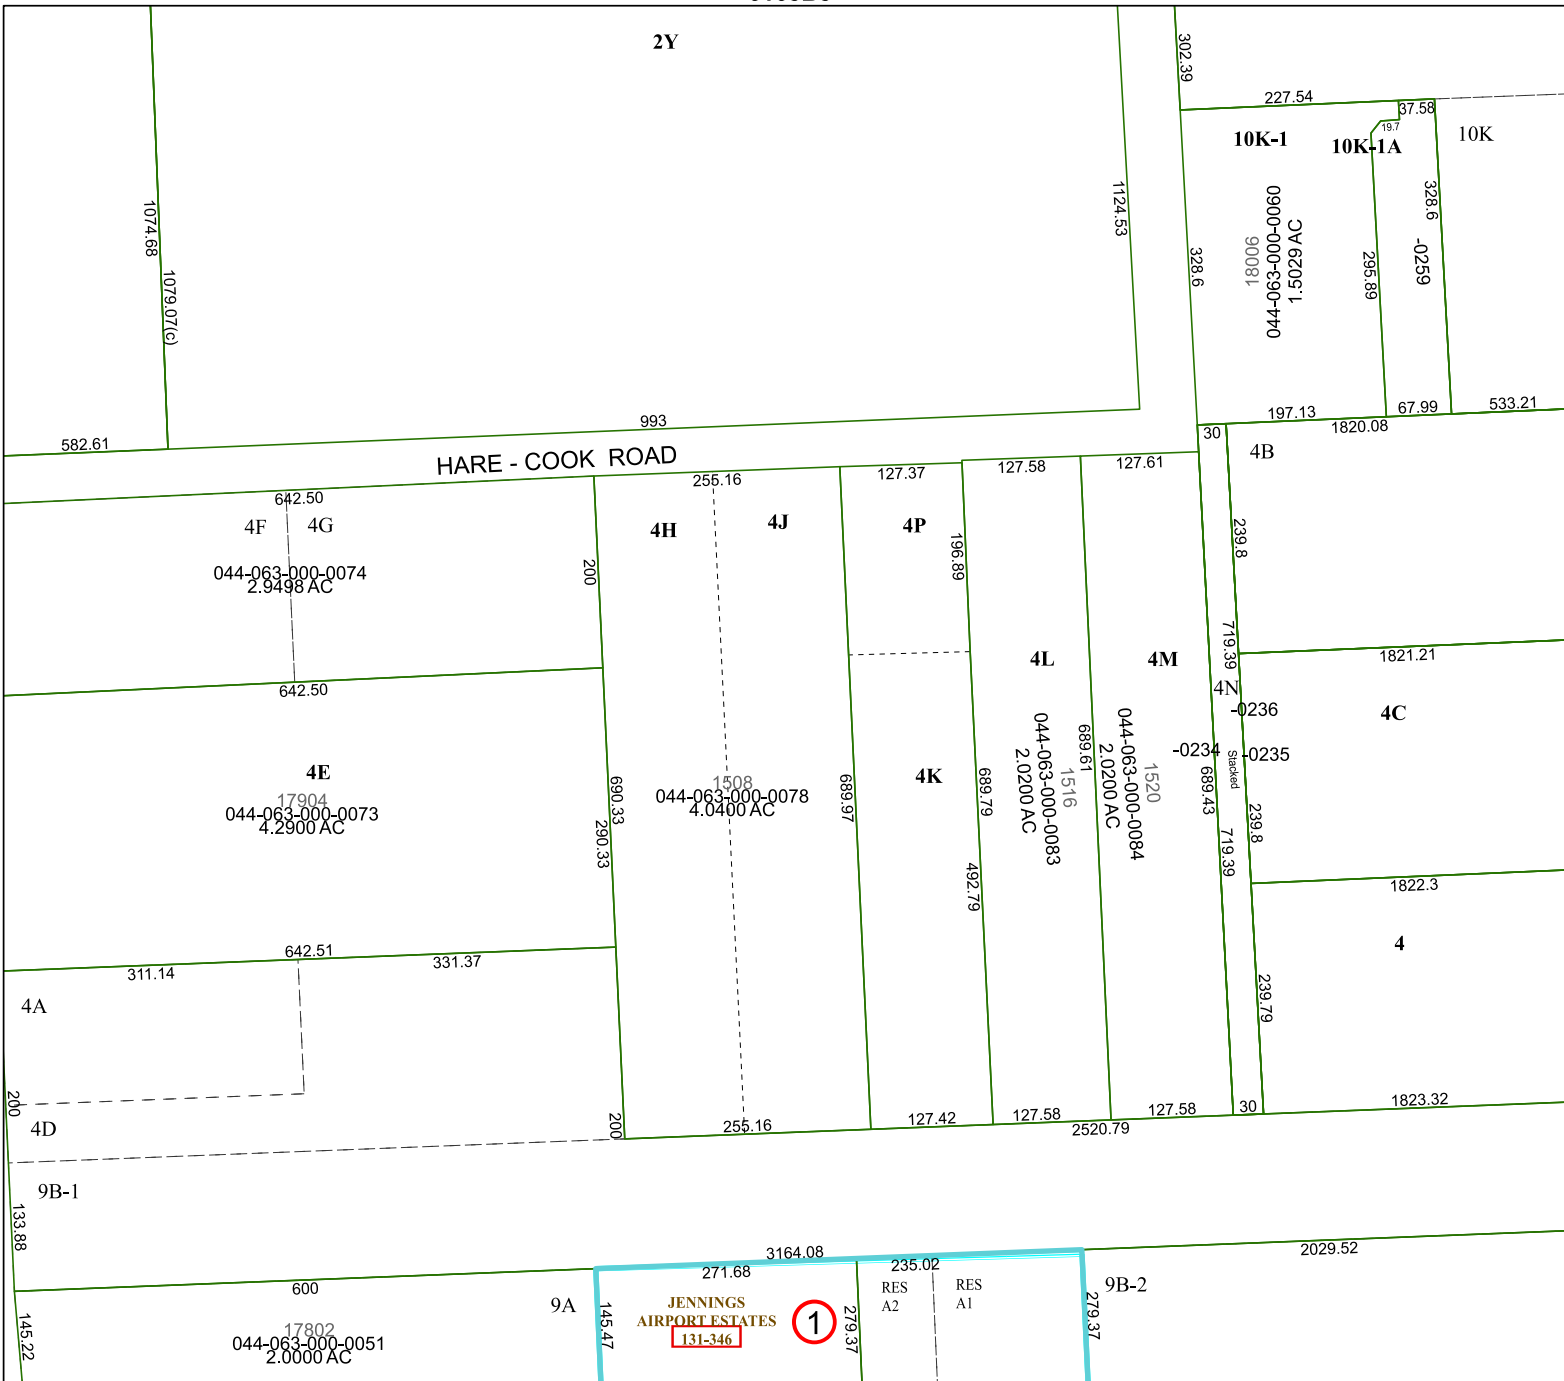 2Y
302.39
227.54
37.58
19.7
10K-1
10K-1A
10K
1074.68
1079.07(c)
1124.53
328.6
18006
044-063-000-0060
1.5029 AC
295.89
328.6
-0259
582.61
993
197.13
67.99
533.21
30
1820.08
HARE - COOK ROAD
4B
642.50
255.16
127.37
127.58
127.61
4F
4G
4H
4J
4P
044-063-000-0074
2.9498 AC
200
196.89
239.8
719.39
642.50
4L
4M
4N
1821.21
-0236
4C
-0234
-0235
Stacked
4E
17904
044-063-000-0073
4.2900 AC
690.33
290.33
1508
044-063-000-0078
4.0400 AC
689.97
4K
689.79
492.79
1516
044-063-000-0083
2.0200 AC
689.61
1520
044-063-000-0084
2.0200 AC
689.43
719.39
239.8
1822.3
4
642.51
311.14
331.37
4A
239.79
200
4D
200
255.16
127.42
127.58
127.58
30
1823.32
2520.79
9B-1
133.88
3164.08
2029.52
600
271.68
235.02
9A
145.47
JENNINGS
AIRPORT ESTATES
131-346
1
279.37
RES
A2
RES
A1
9B-2
279.37
145.22
17802
044-063-000-0051
2.0000 AC